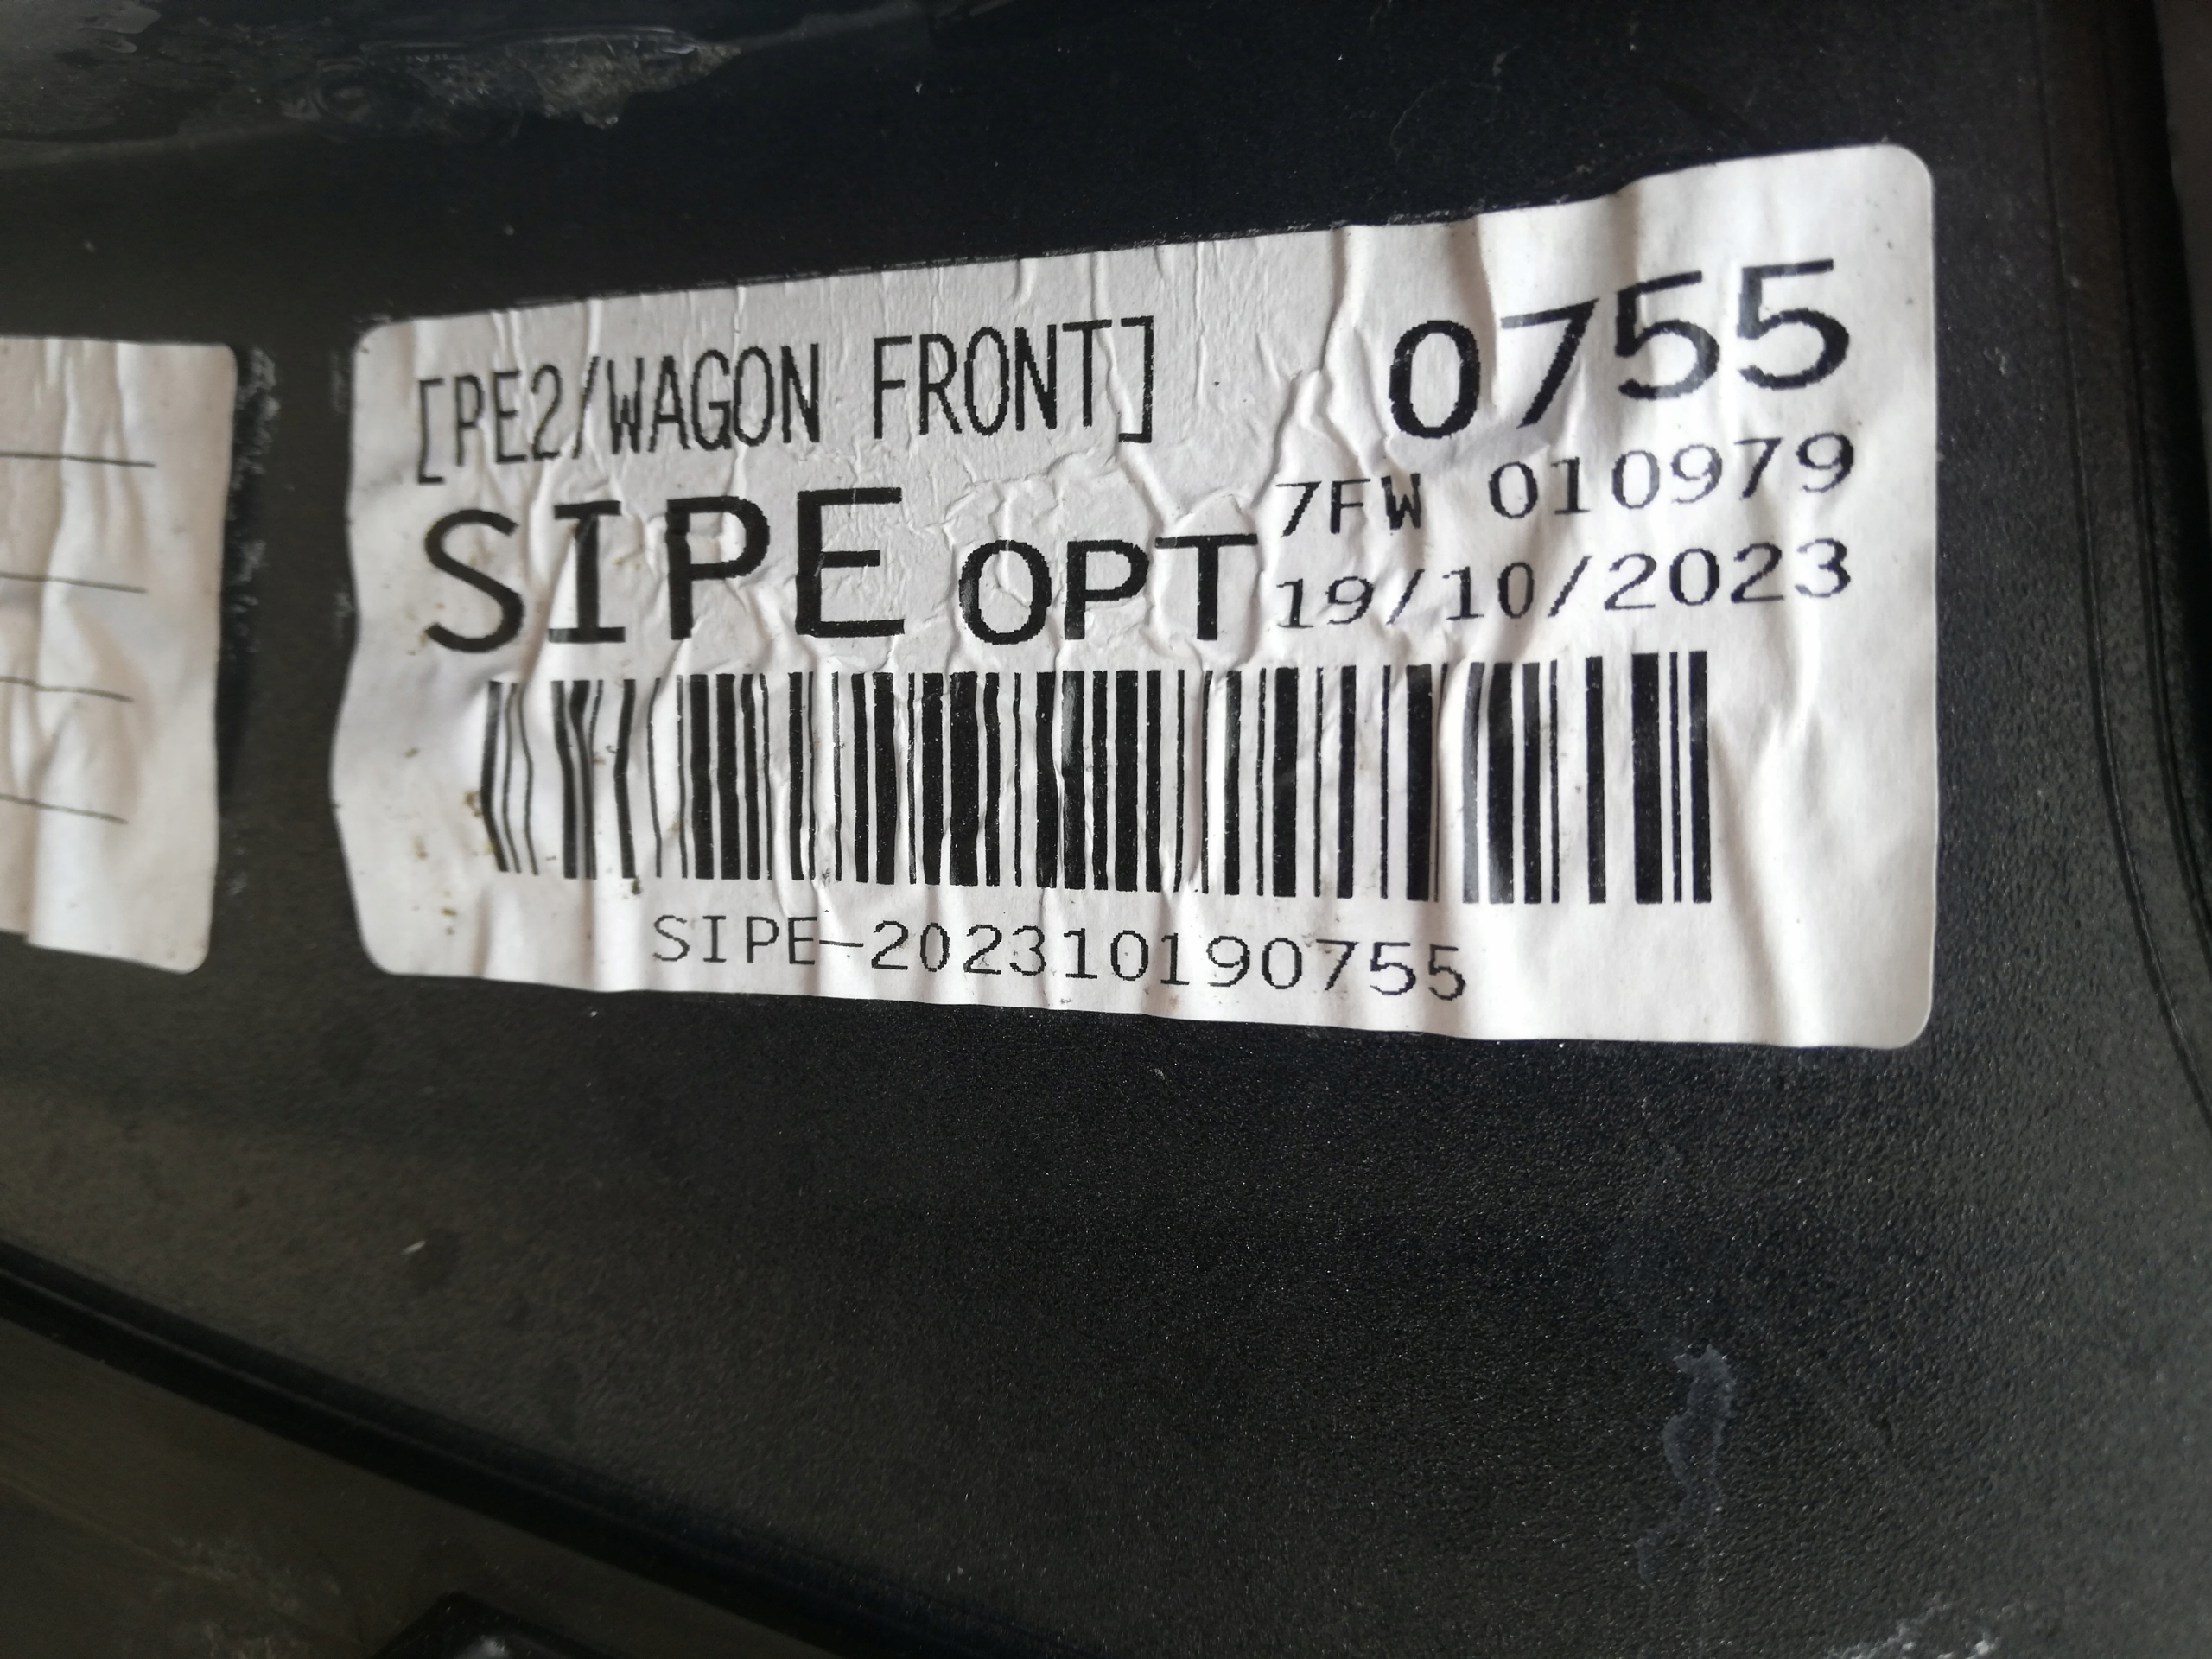 [PE2/WAGON FRONT] 0755
SIPE OPT 7FW 010979
19/10/2023
SIPE-202310190755